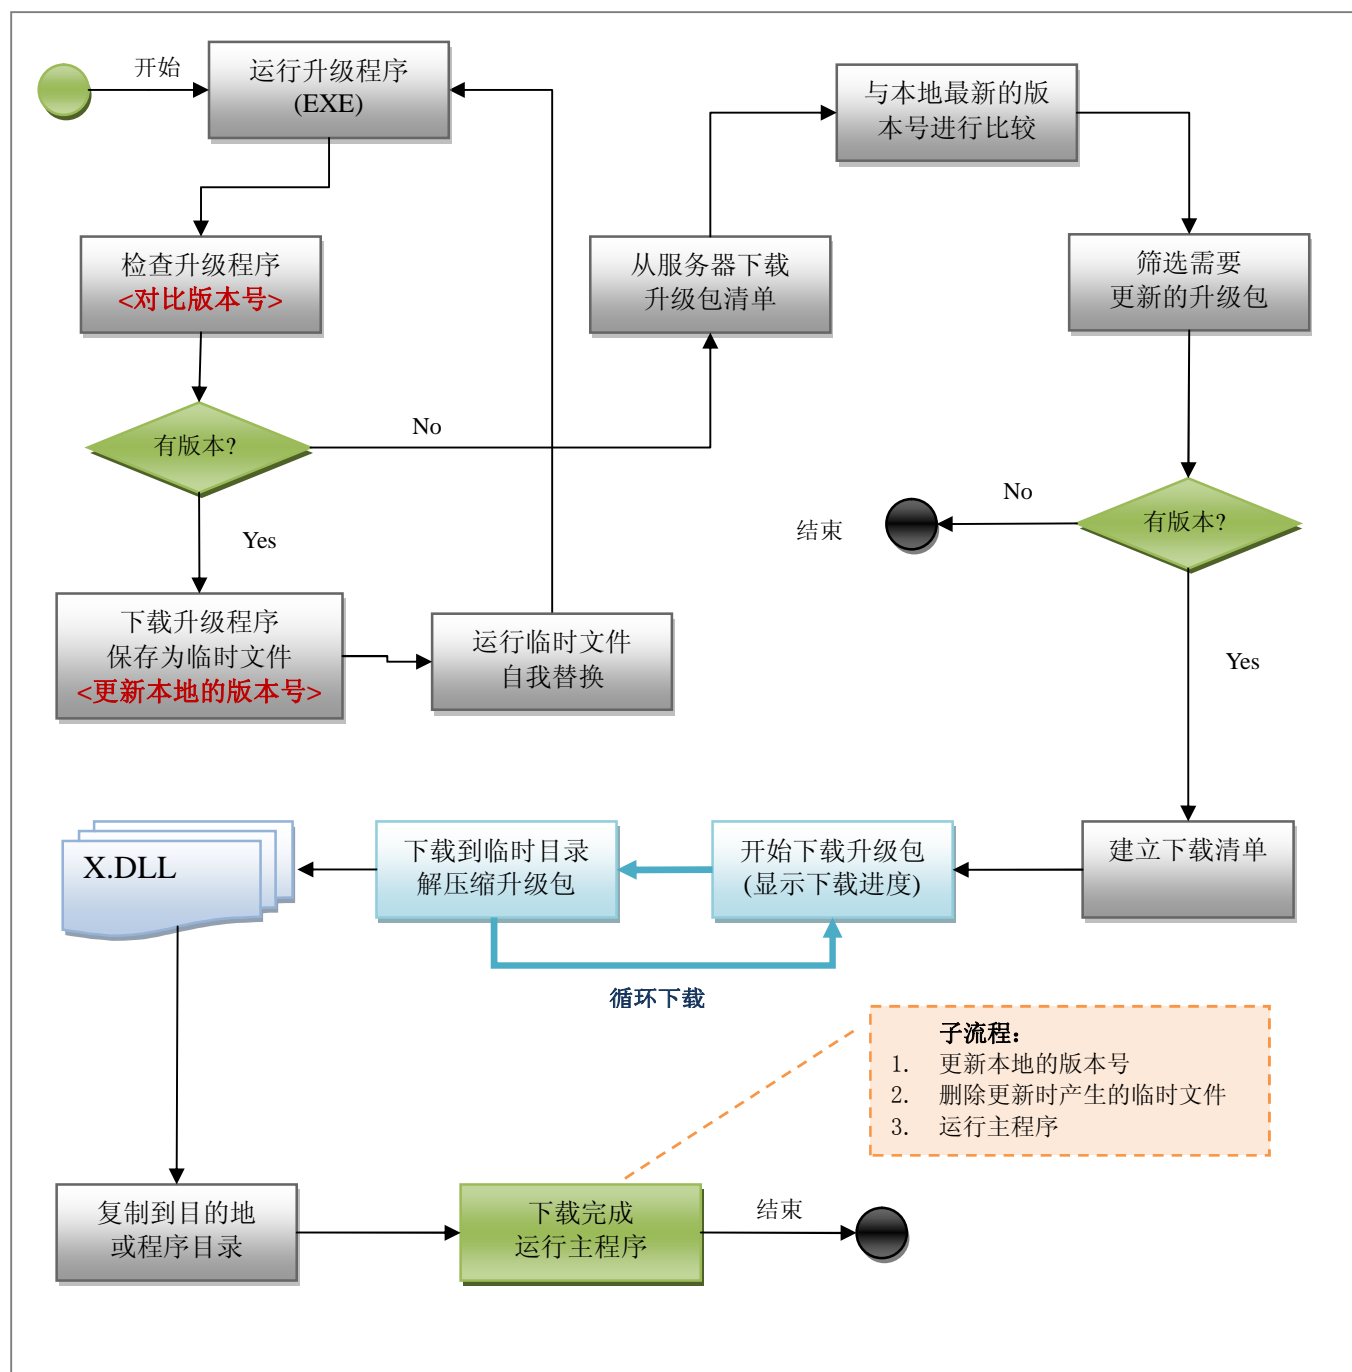 开始
运行升级程序
(EXE)
与本地最新的版
本号进行比较
检查升级程序
<对比版本号>
从服务器下载
升级包清单
筛选需要
更新的升级包
有版本?
No
Yes
No
结束
有版本?
下载升级程序
保存为临时文件
<更新本地的版本号>
运行临时文件
自我替换
Yes
X.DLL
下载到临时目录
解压缩升级包
开始下载升级包
(显示下载进度)
建立下载清单
循环下载
子流程：
1. 更新本地的版本号
2. 删除更新时产生的临时文件
3. 运行主程序
复制到目的地
或程序目录
下载完成
运行主程序
结束